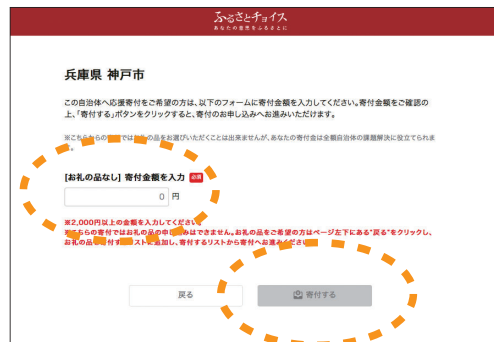 ふるさとチョイス
あなたの意思をふるさとに
兵庫県 神戸市
この自治体へ応援寄付をご希望の方は、以下のフォームに寄付金額を入力してください。寄付金額をご確認の
上、「寄付する」ボタンをクリックすると、寄付のお申し込みへお進みいただけます。
※こちらからの寄付ではお礼の品をお選びいただくことは出来ませんが、あなたの寄付金は全額自治体の課題解決に役立てられま
す。
[お礼の品なし] 寄付金額を入力 必須
0 円
※2,000円以上の金額を入力してください。
※こちらの寄付ではお礼の品の申し込みはできません。お礼の品をご希望の方はページ左下にある"戻る"をクリックし、
お礼の品を寄付するリストに追加し、寄付するリストから寄付へお進みください。
戻る
寄付する